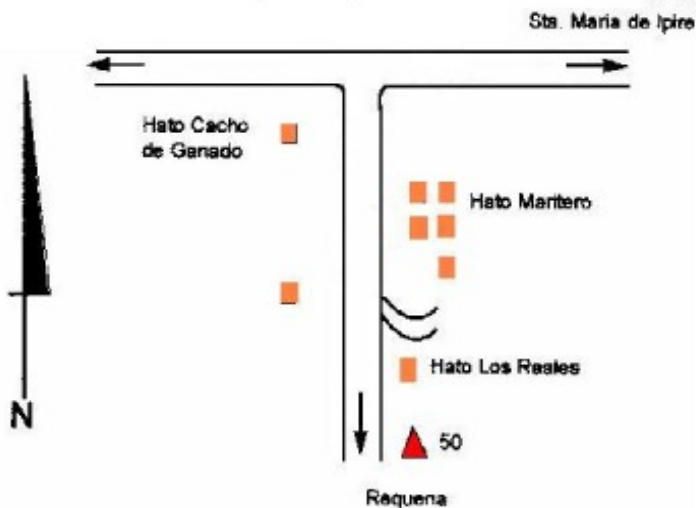 Sta. Maria de Ipire
Hato Cacho
de Ganado
Hato Mantero
Hato Los Reales
N
50
Requena